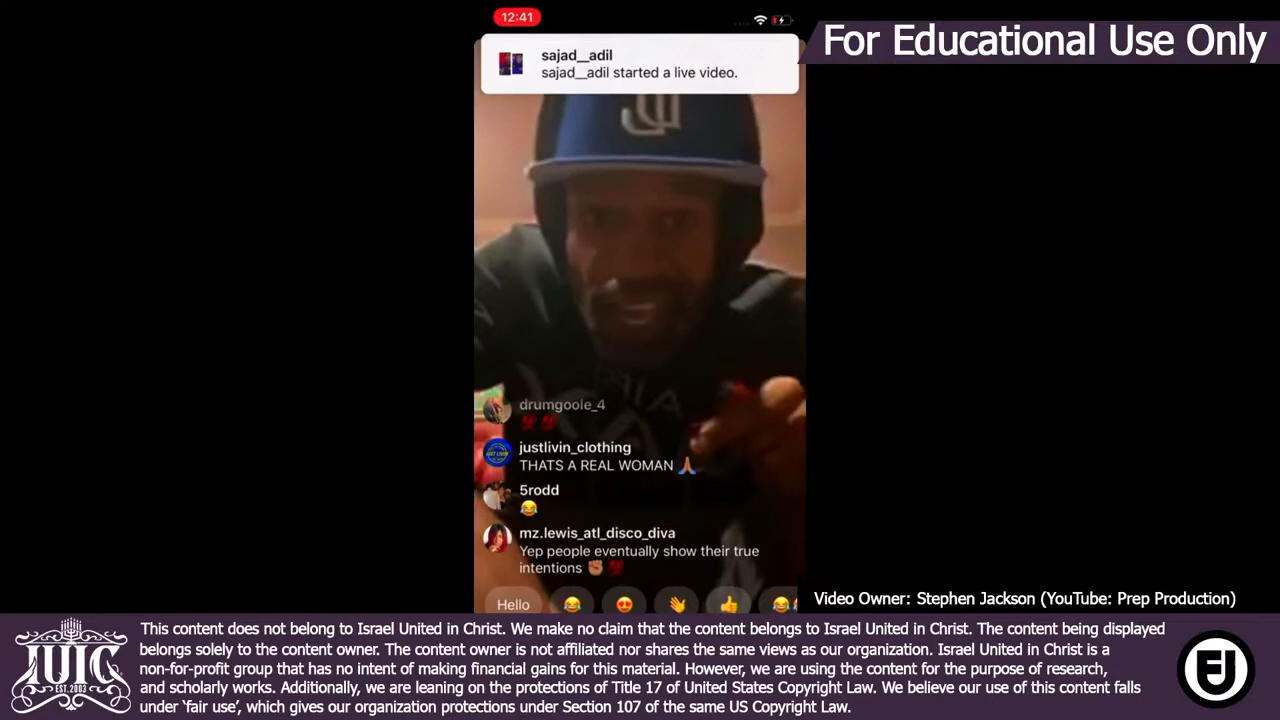 12:41
For Educational Use Only
sajad__adil
sajad__adil started a live video.
drumgoole_4
💯 💯
justlivin_clothing
THATS A REAL WOMAN 🙏🏽
5rodd
😂
mz.lewis_atl_disco_diva
Yep people eventually show their true
intentions ✊🏽 💯
Hello 😂 😍 👋 👍 😂
Video Owner: Stephen Jackson (YouTube: Prep Production)
IUIC
EST.2003
This content does not belong to Israel United in Christ. We make no claim that the content belongs to Israel United in Christ. The content being displayed
belongs solely to the content owner. The content owner is not affiliated nor shares the same views as our organization. Israel United in Christ is a
non-for-profit group that has no intent of making financial gains for this material. However, we are using the content for the purpose of research,
and scholarly works. Additionally, we are leaning on the protections of Title 17 of United States Copyright Law. We believe our use of this content falls
under 'fair use', which gives our organization protections under Section 107 of the same US Copyright Law.